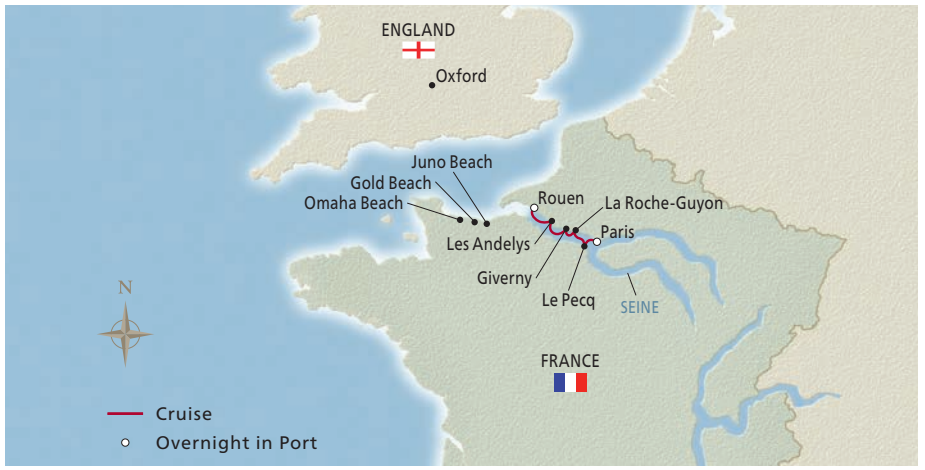 ENGLAND
Oxford
Juno Beach
Gold Beach
Omaha Beach
Rouen
La Roche-Guyon
Les Andelys
Paris
Giverny
Le Pecq
SEINE
N
FRANCE
Cruise
Overnight in Port